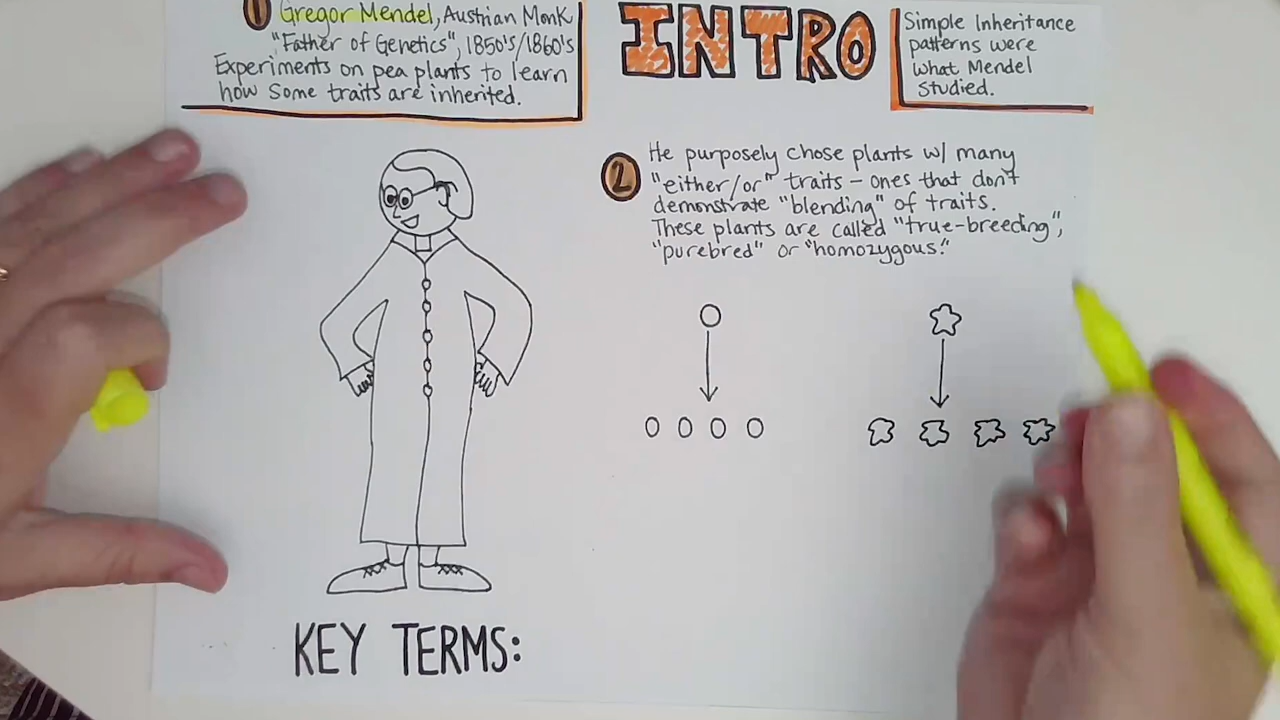 1 Gregor Mendel, Austrian Monk
"Father of Genetics", 1850's/1860's
Experiments on pea plants to learn
how some traits are inherited.
INTRO
Simple Inheritance
patterns were
what Mendel
studied.
2 He purposely chose plants w/ many
"either/or" traits - ones that don't
demonstrate "blending" of traits.
These plants are called "true-breeding",
"purebred" or "homozygous."
KEY TERMS: